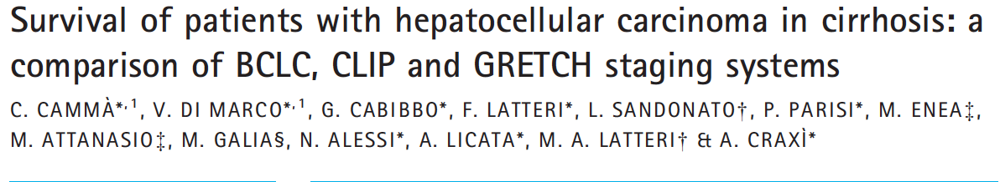 Survival of patients with hepatocellular carcinoma in cirrhosis: a
comparison of BCLC, CLIP and GRETCH staging systems
C. CAMMÀ*,1, V. DI MARCO*,1, G. CABIBBO*, F. LATTERI*, L. SANDONATO†, P. PARISI*, M. ENEA‡,
M. ATTANASIO‡, M. GALIA§, N. ALESSI*, A. LICATA*, M. A. LATTERI† & A. CRAXÌ*